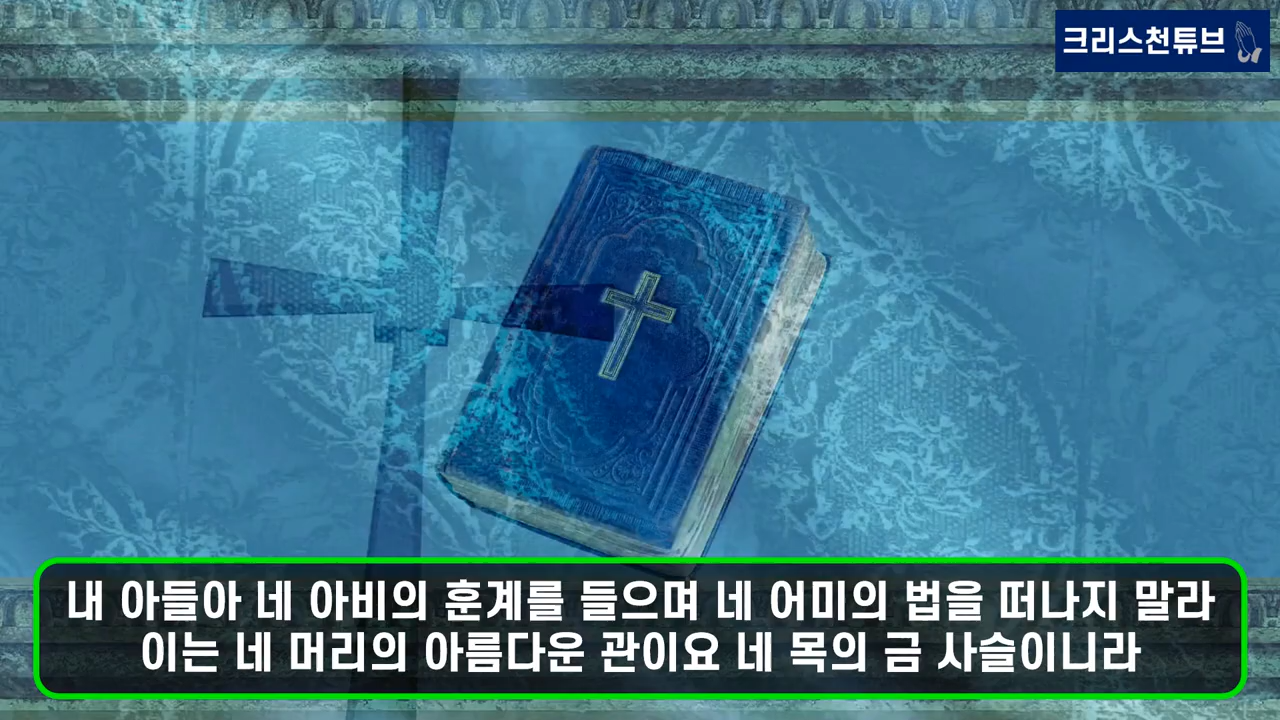 크리스천튜브
내 아들아 네 아비의 훈계를 들으며 네 어미의 법을 떠나지 말라
이는 네 머리의 아름다운 관이요 네 목의 금 사슬이니라